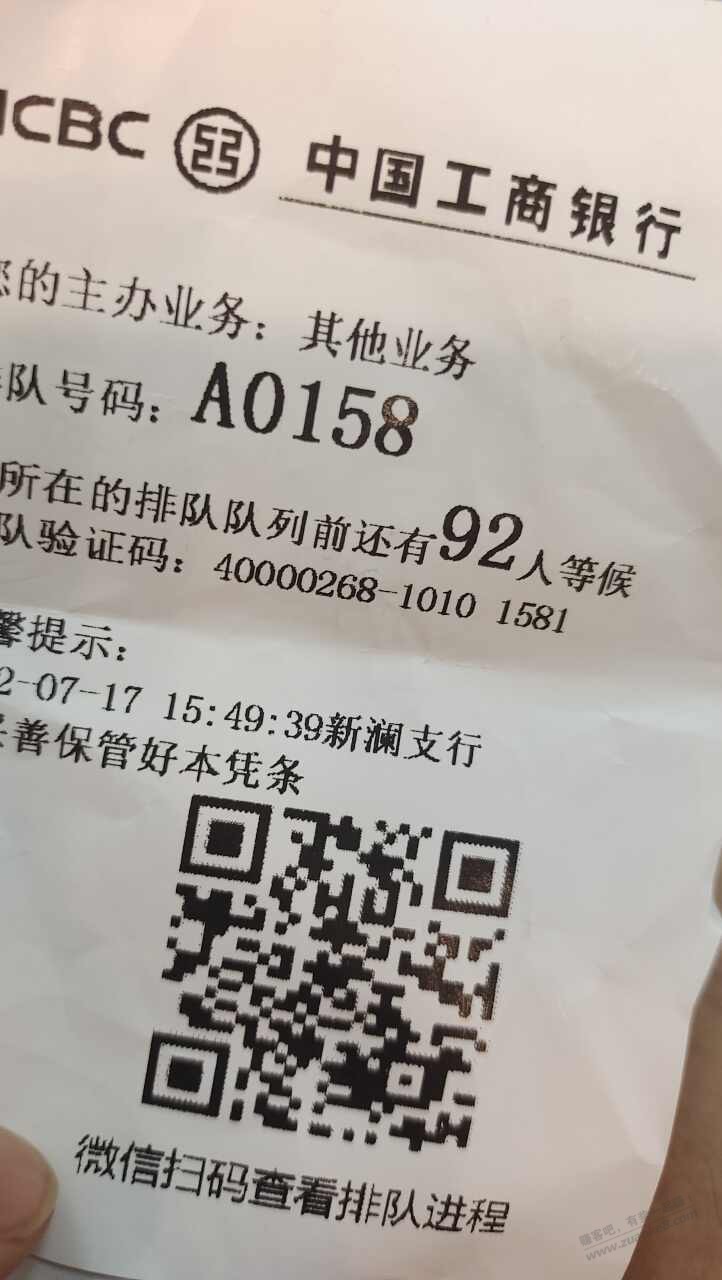 ICBC 中国工商银行
您的主办业务：其他业务
排队号码：A0158
所在的排队队列前还有92人等候
队验证码：40000268-1010 1581
馨提示：
2-07-17 15:49:39新澜支行
妥善保管好本凭条
微信扫码查看排队进程